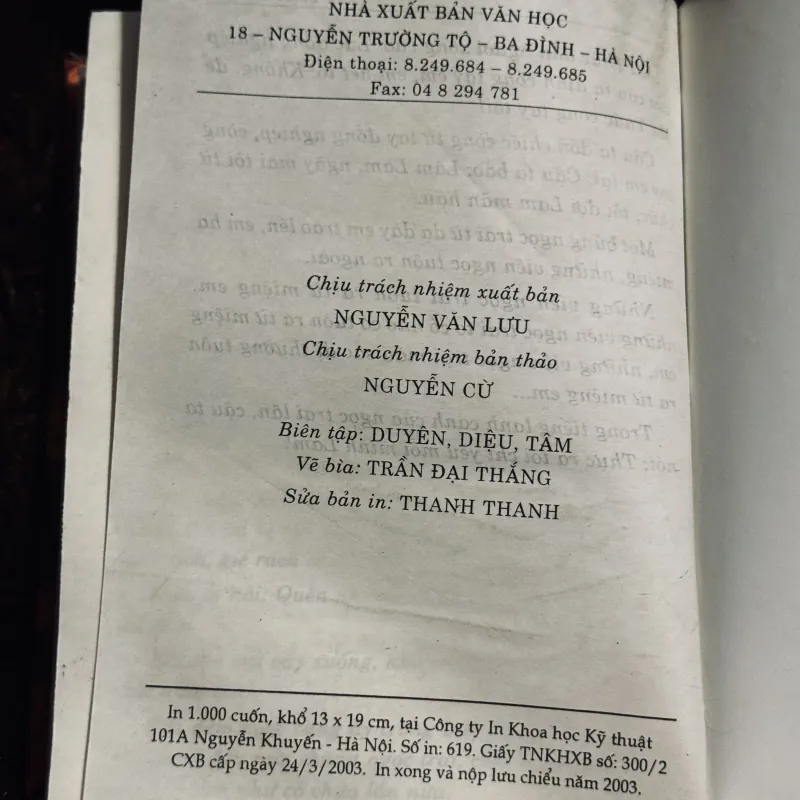 NHÀ XUẤT BẢN VĂN HỌC
18 – NGUYỄN TRƯỜNG TỘ – BA ĐÌNH – HÀ NỘI
Điện thoại: 8.249.684 – 8.249.685
Fax: 04 8 294 781
Chịu trách nhiệm xuất bản
NGUYỄN VĂN LƯU
Chịu trách nhiệm bản thảo
NGUYỄN CỪ
Biên tập: DUYÊN, DIỆU, TÂM
Vẽ bìa: TRẦN ĐẠI THẮNG
Sửa bản in: THANH THANH
In 1.000 cuốn, khổ 13 x 19 cm, tại Công ty In Khoa học Kỹ thuật
101A Nguyễn Khuyến - Hà Nội. Số in: 619. Giấy TNKHXB số: 300/2
CXB cấp ngày 24/3/2003. In xong và nộp lưu chiểu năm 2003.